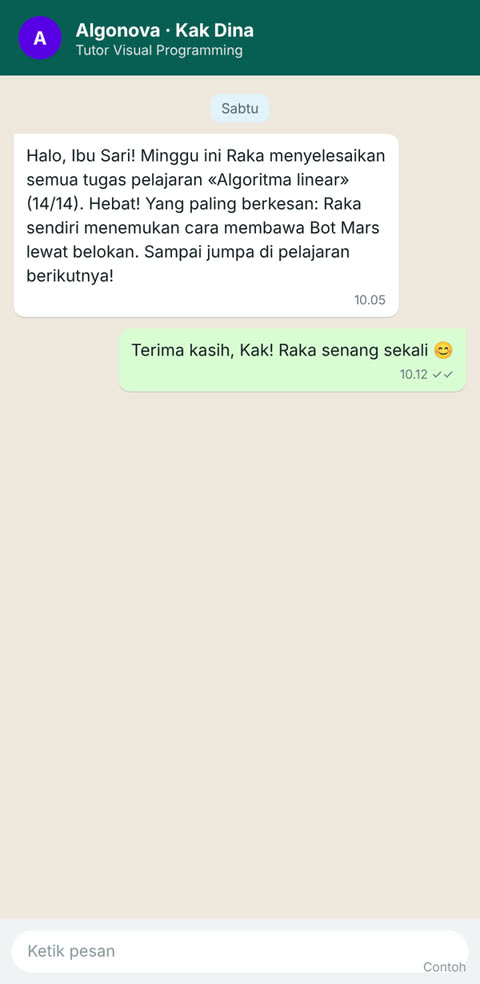 A
Algonova · Kak Dina
Tutor Visual Programming
Sabtu
Halo, Ibu Sari! Minggu ini Raka menyelesaikan
semua tugas pelajaran «Algoritma linear»
(14/14). Hebat! Yang paling berkesan: Raka
sendiri menemukan cara membawa Bot Mars
lewat belokan. Sampai jumpa di pelajaran
berikutnya!
10.05
Terima kasih, Kak! Raka senang sekali 😊
10.12 ✓✓
Ketik pesan
Contoh